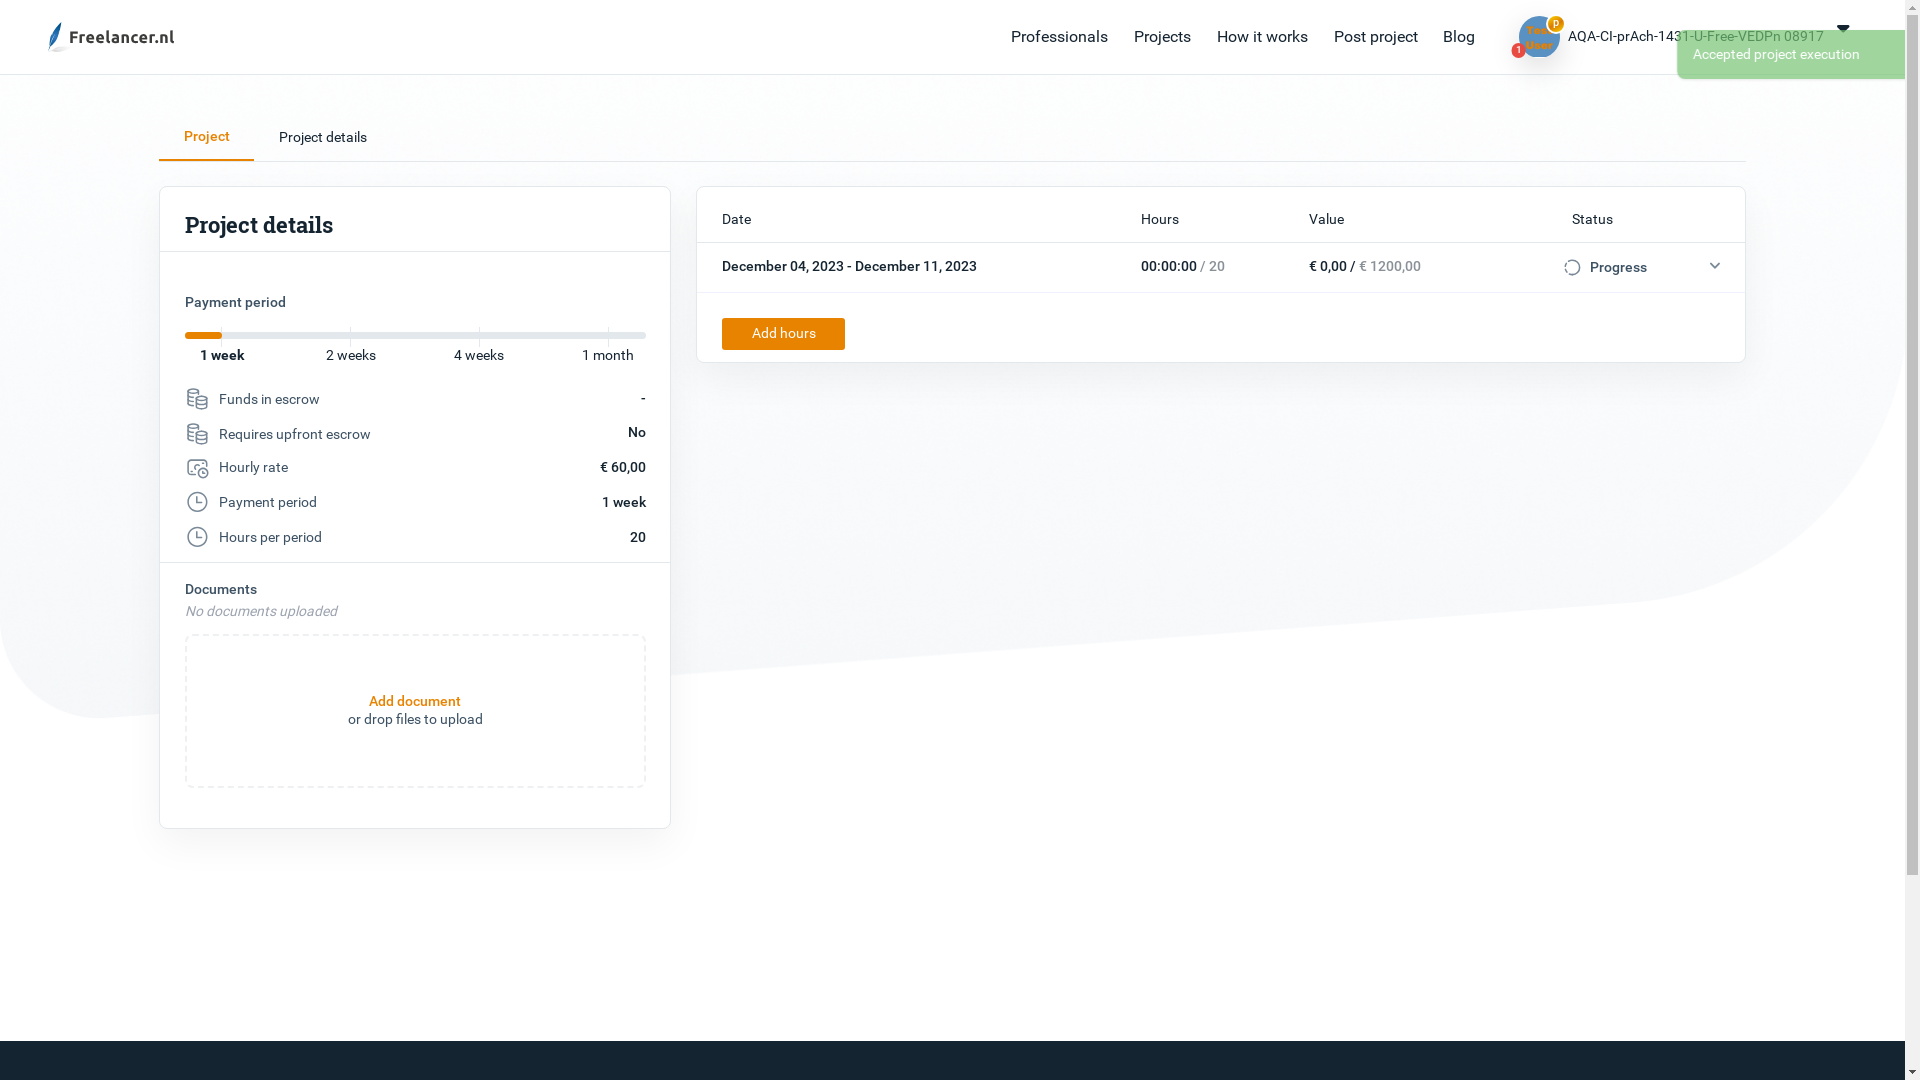 Freelancer.nl
Professionals
Projects
How it works
Post project
Blog
p
Test
User
1
AQA-CI-prAch-1431-U-Free-VEDPn 08917
Accepted project execution
Project
Project details
Project details
Payment period
1 week
2 weeks
4 weeks
1 month
Funds in escrow -
Requires upfront escrow No
Hourly rate € 60,00
Payment period 1 week
Hours per period 20
Documents
No documents uploaded
Add document
or drop files to upload
Date Hours Value Status
December 04, 2023 - December 11, 2023 00:00:00 / 20 € 0,00 / € 1200,00 Progress
Add hours